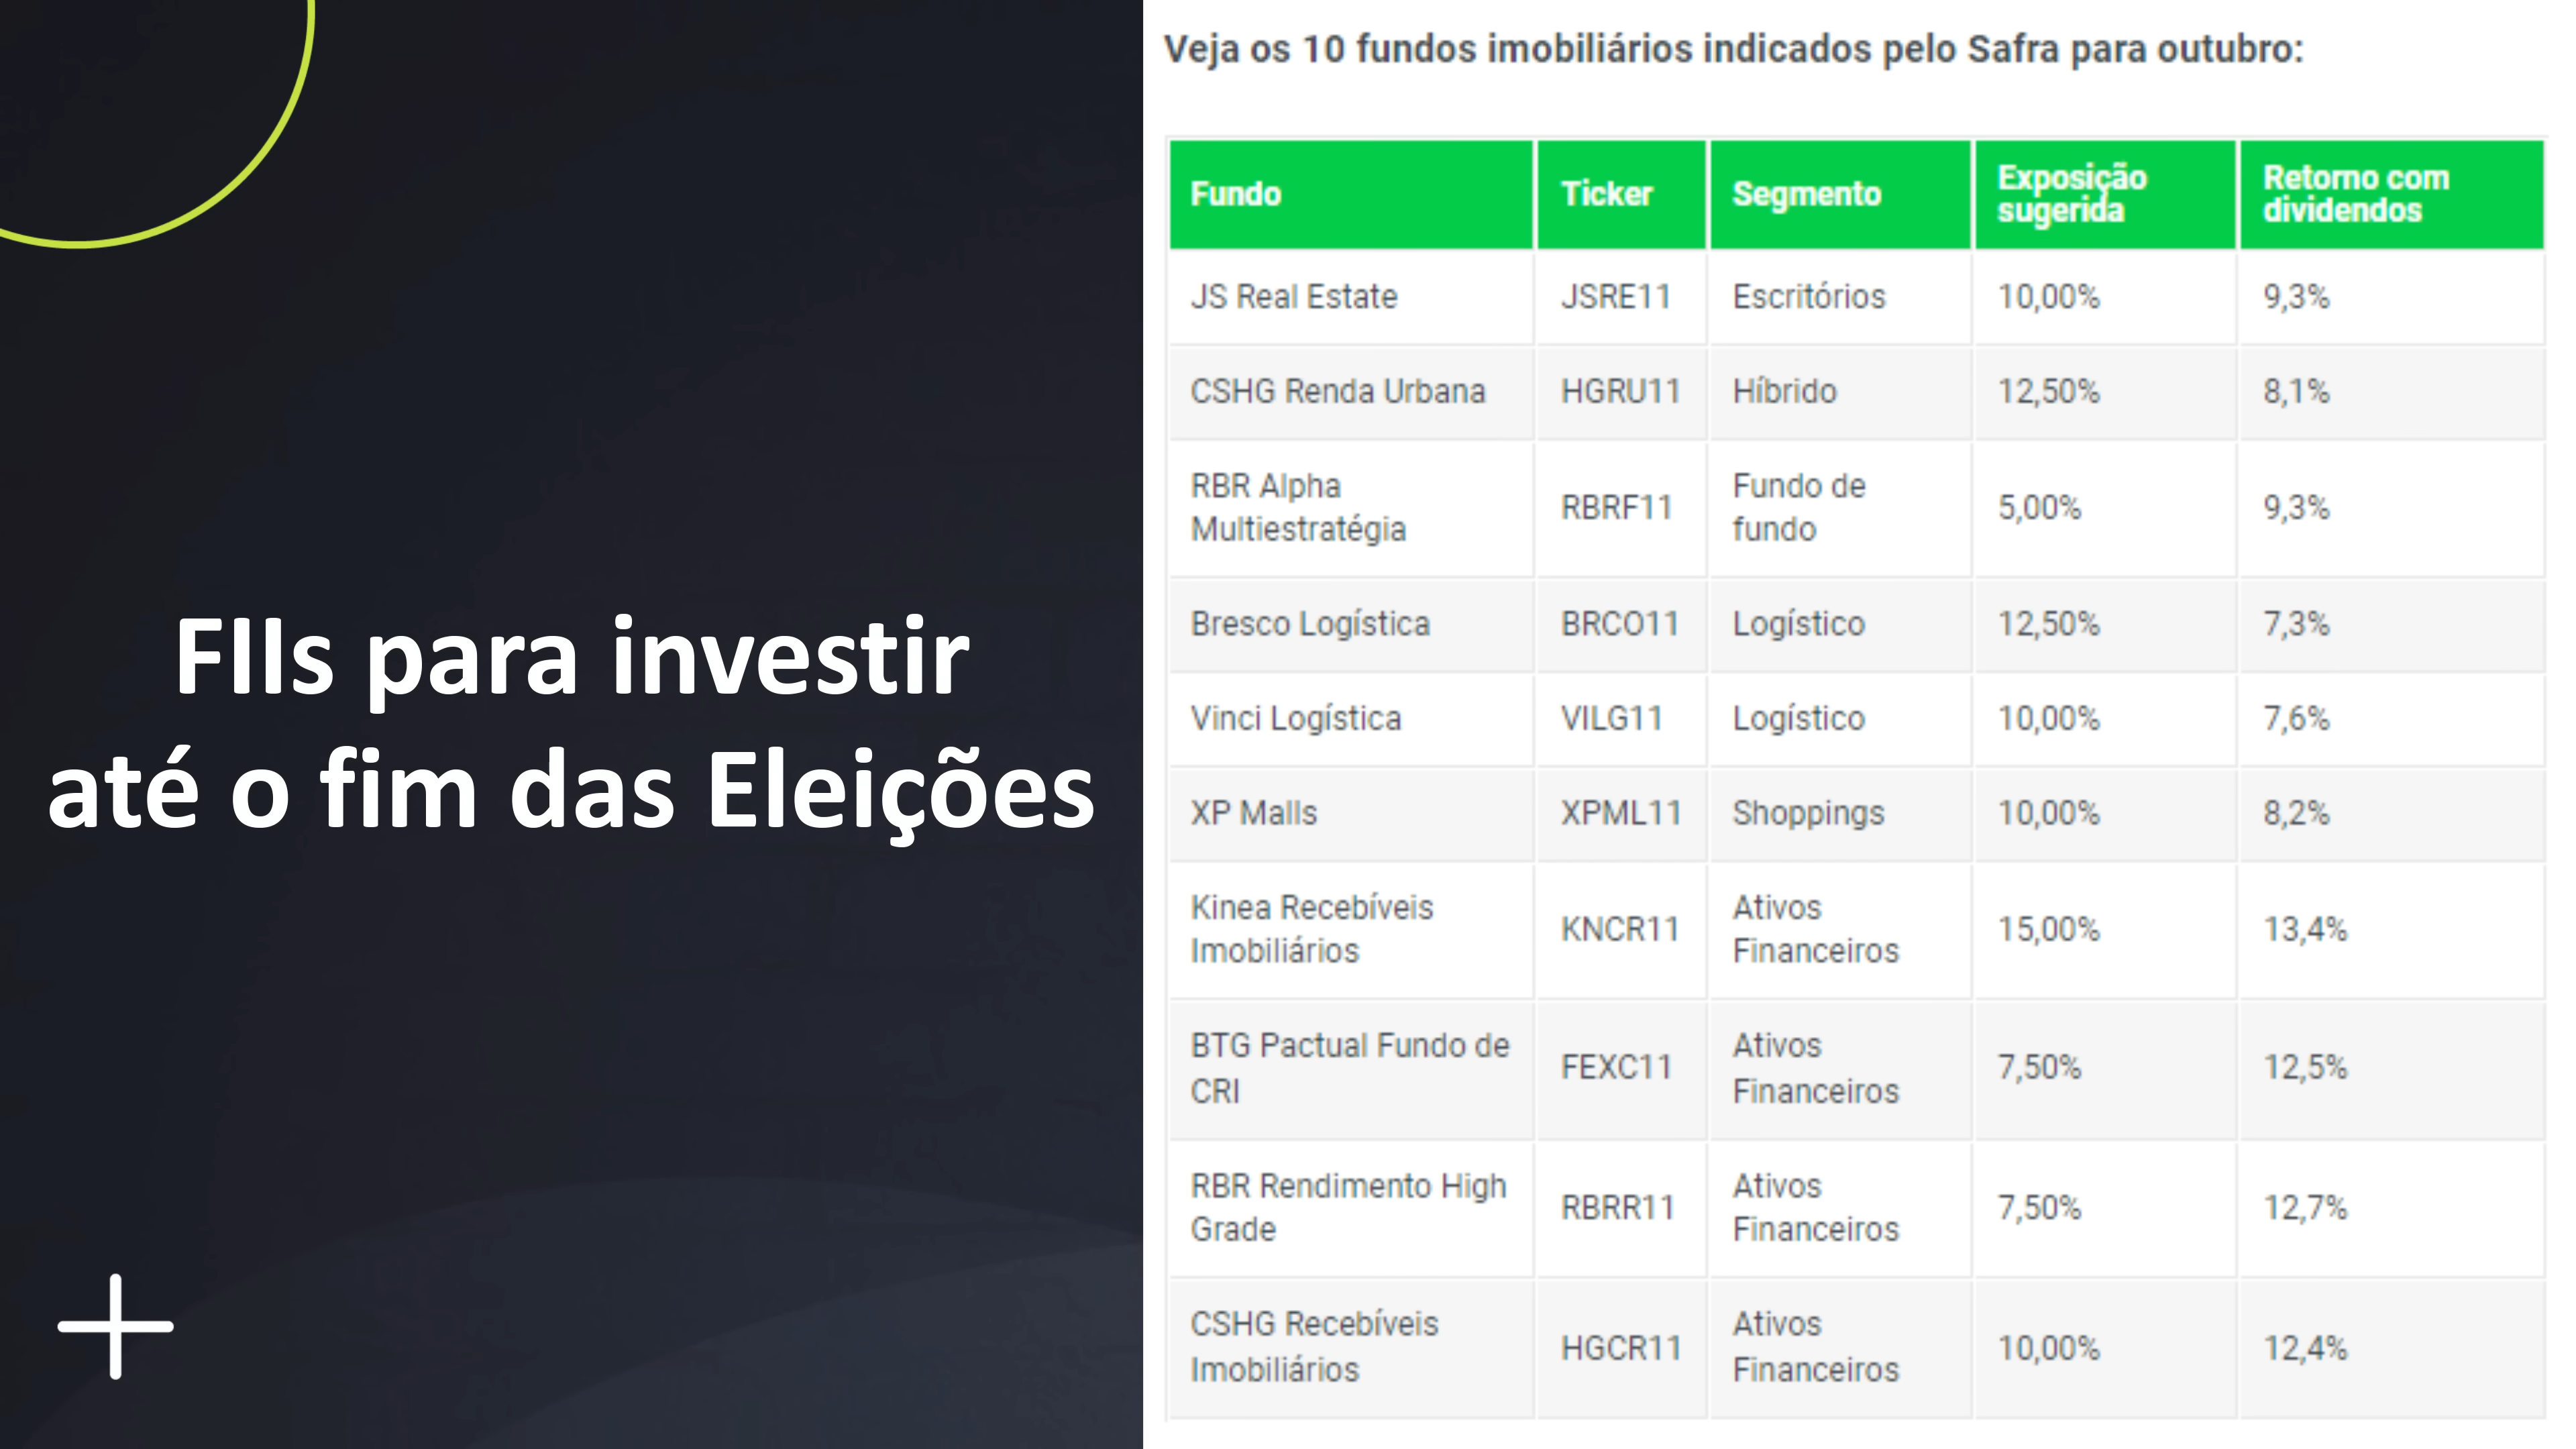 FIIs para investir
até o fim das Eleições
Veja os 10 fundos imobiliários indicados pelo Safra para outubro:
Fundo Ticker Segmento Exposição sugerida Retorno com dividendos
JS Real Estate JSRE11 Escritórios 10,00% 9,3%
CSHG Renda Urbana HGRU11 Híbrido 12,50% 8,1%
RBR Alpha Multiestratégia RBRF11 Fundo de fundo 5,00% 9,3%
Bresco Logística BRCO11 Logístico 12,50% 7,3%
Vinci Logística VILG11 Logístico 10,00% 7,6%
XP Malls XPML11 Shoppings 10,00% 8,2%
Kinea Recebíveis Imobiliários KNCR11 Ativos Financeiros 15,00% 13,4%
BTG Pactual Fundo de CRI FEXC11 Ativos Financeiros 7,50% 12,5%
RBR Rendimento High Grade RBRR11 Ativos Financeiros 7,50% 12,7%
CSHG Recebíveis Imobiliários HGCR11 Ativos Financeiros 10,00% 12,4%